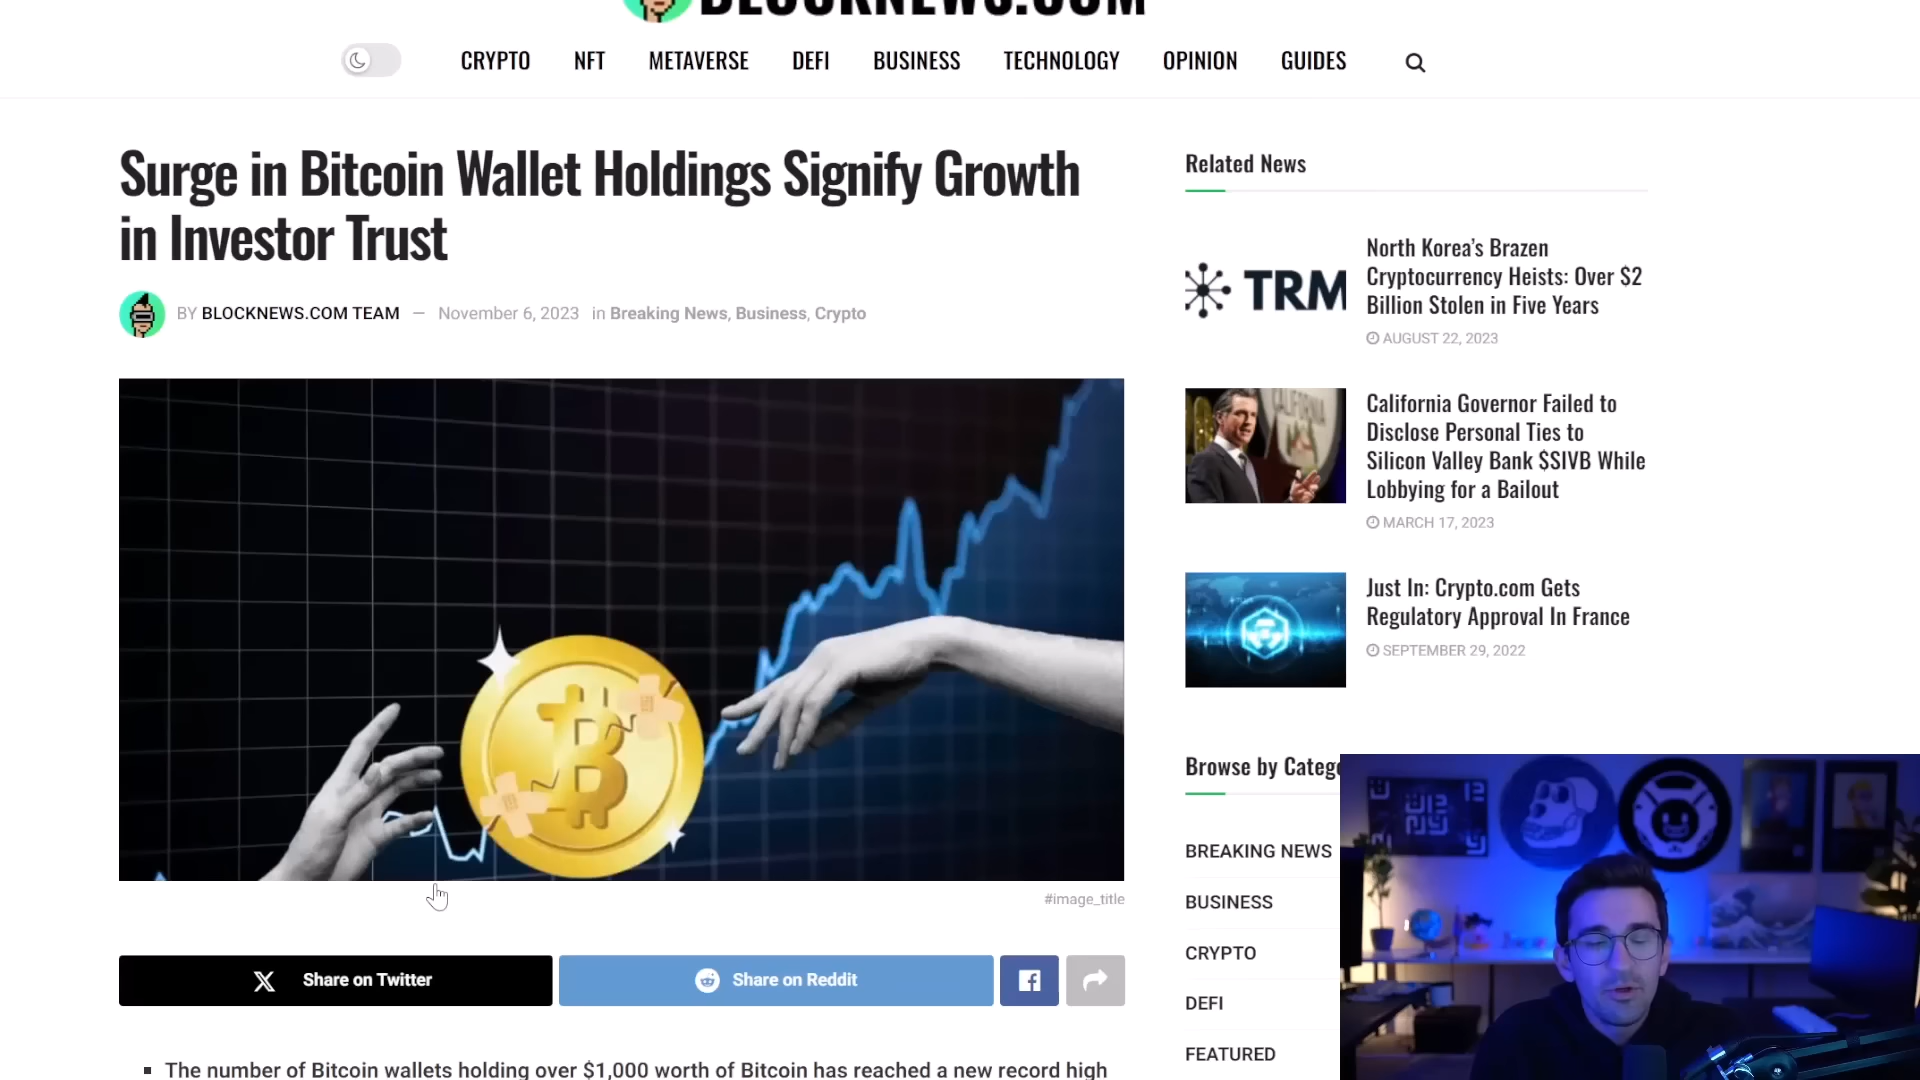 BLOCKNEWS.COM
CRYPTO NFT METAVERSE DEFI BUSINESS TECHNOLOGY OPINION GUIDES
Surge in Bitcoin Wallet Holdings Signify Growth
in Investor Trust
BY BLOCKNEWS.COM TEAM — November 6, 2023 in Breaking News, Business, Crypto
#image_title
Share on Twitter
Share on Reddit
▪ The number of Bitcoin wallets holding over $1,000 worth of Bitcoin has reached a new record high
Related News
TRM
North Korea’s Brazen
Cryptocurrency Heists: Over $2
Billion Stolen in Five Years
AUGUST 22, 2023
California Governor Failed to
Disclose Personal Ties to
Silicon Valley Bank $SIVB While
Lobbying for a Bailout
MARCH 17, 2023
Just In: Crypto.com Gets
Regulatory Approval In France
SEPTEMBER 29, 2022
Browse by Catego
BREAKING NEWS
BUSINESS
CRYPTO
DEFI
FEATURED